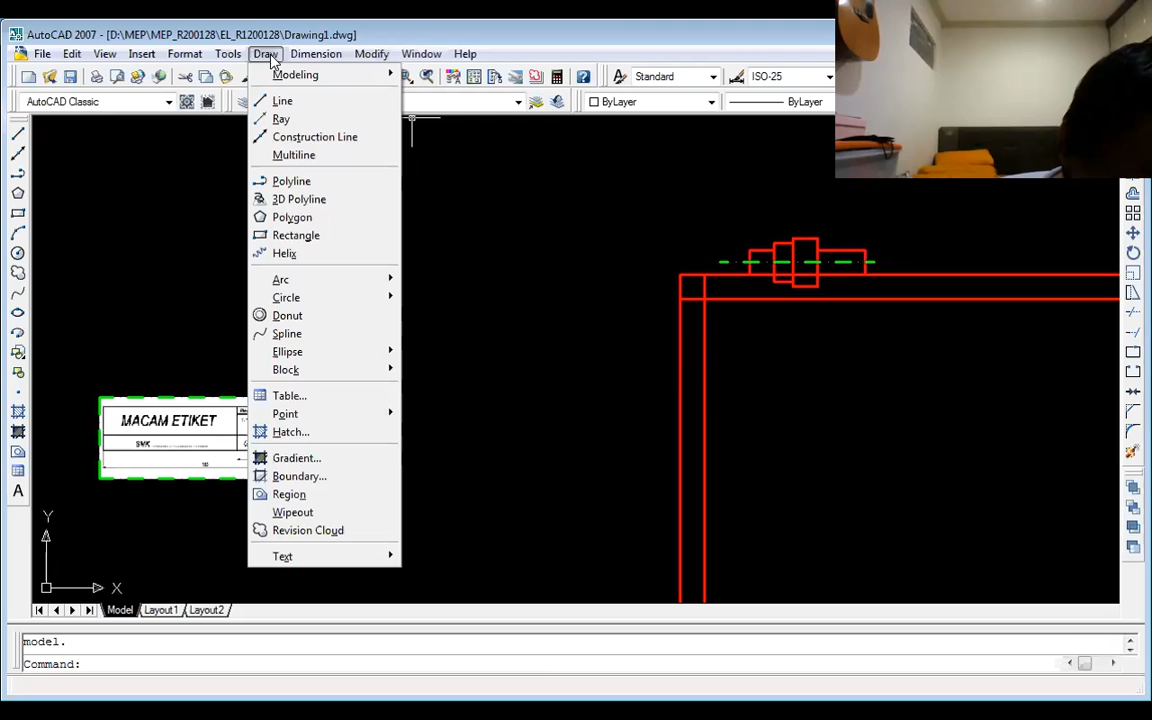 AutoCAD 2007 - [D:\MEP\MEP_R200128\EL_R1200128\Drawing1.dwg]
File Edit View Insert Format Tools Draw Dimension Modify Window Help
Standard ISO-25
AutoCAD Classic ByLayer ByLayer
Modeling
Line
Ray
Construction Line
Multiline
Polyline
3D Polyline
Polygon
Rectangle
Helix
Arc
Circle
Donut
Spline
Ellipse
Block
Table...
Point
Hatch...
Gradient...
Boundary...
Region
Wipeout
Revision Cloud
Text
MACAM ETIKET
SMK
A
Y
X
Model Layout1 Layout2
model.
Command: